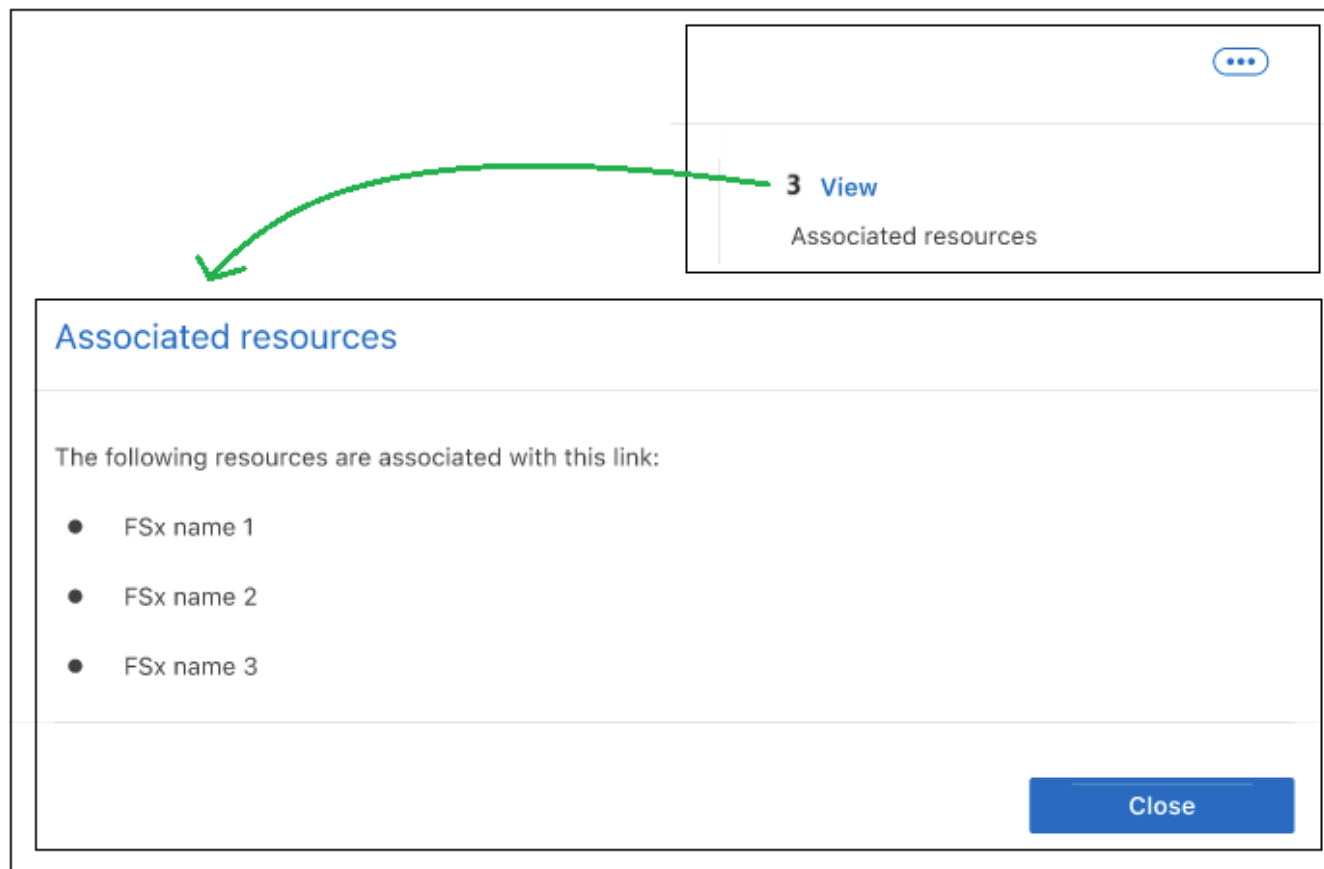 3 View
Associated resources
Associated resources
The following resources are associated with this link:
● FSx name 1
● FSx name 2
● FSx name 3
Close